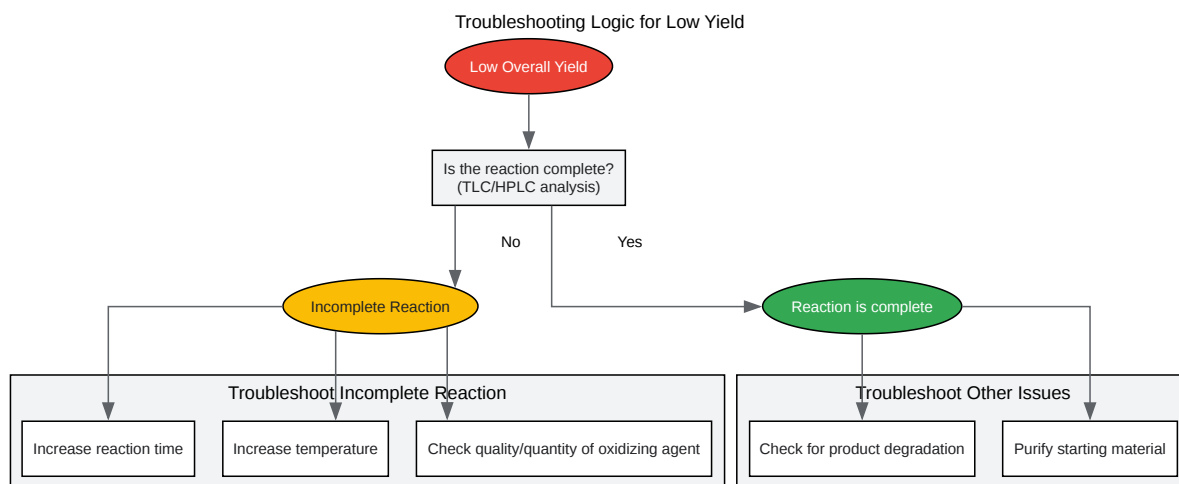 Troubleshooting Logic for Low Yield
Low Overall Yield
Is the reaction complete?
(TLC/HPLC analysis)
No
Yes
Incomplete Reaction
Reaction is complete
Troubleshoot Incomplete Reaction
Troubleshoot Other Issues
Increase reaction time
Increase temperature
Check quality/quantity of oxidizing agent
Check for product degradation
Purify starting material